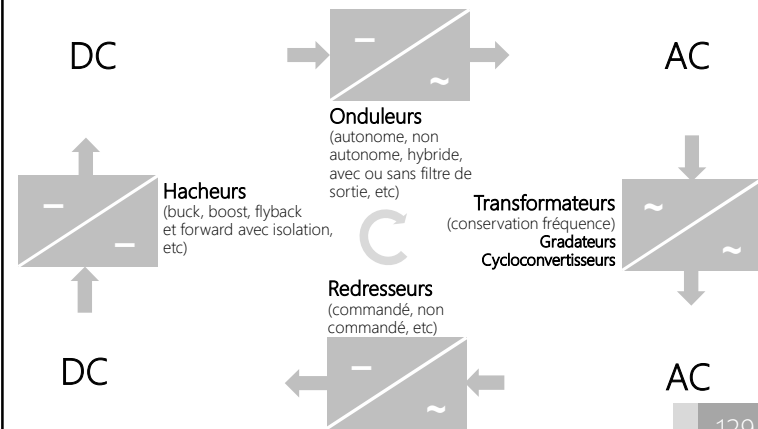 DC
AC
Onduleurs
(autonome, non
autonome, hybride,
avec ou sans filtre de
sortie, etc)
Hacheurs
(buck, boost, flyback
et forward avec isolation,
etc)
Transformateurs
(conservation fréquence)
Gradateurs
Cycloconvertisseurs
Redresseurs
(commandé, non
commandé, etc)
DC
AC
129